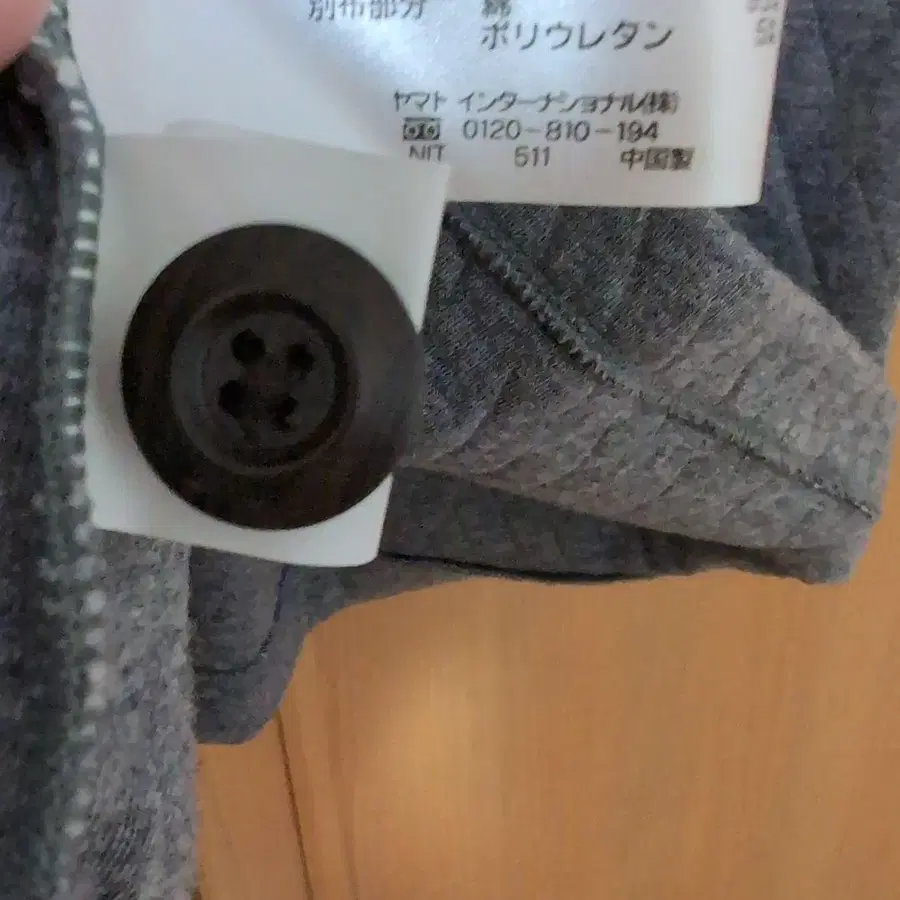 別布部分 綿
ポリウレタン
ヤマト インターナショナル(株)
0120-810-194
NIT 511 中国製